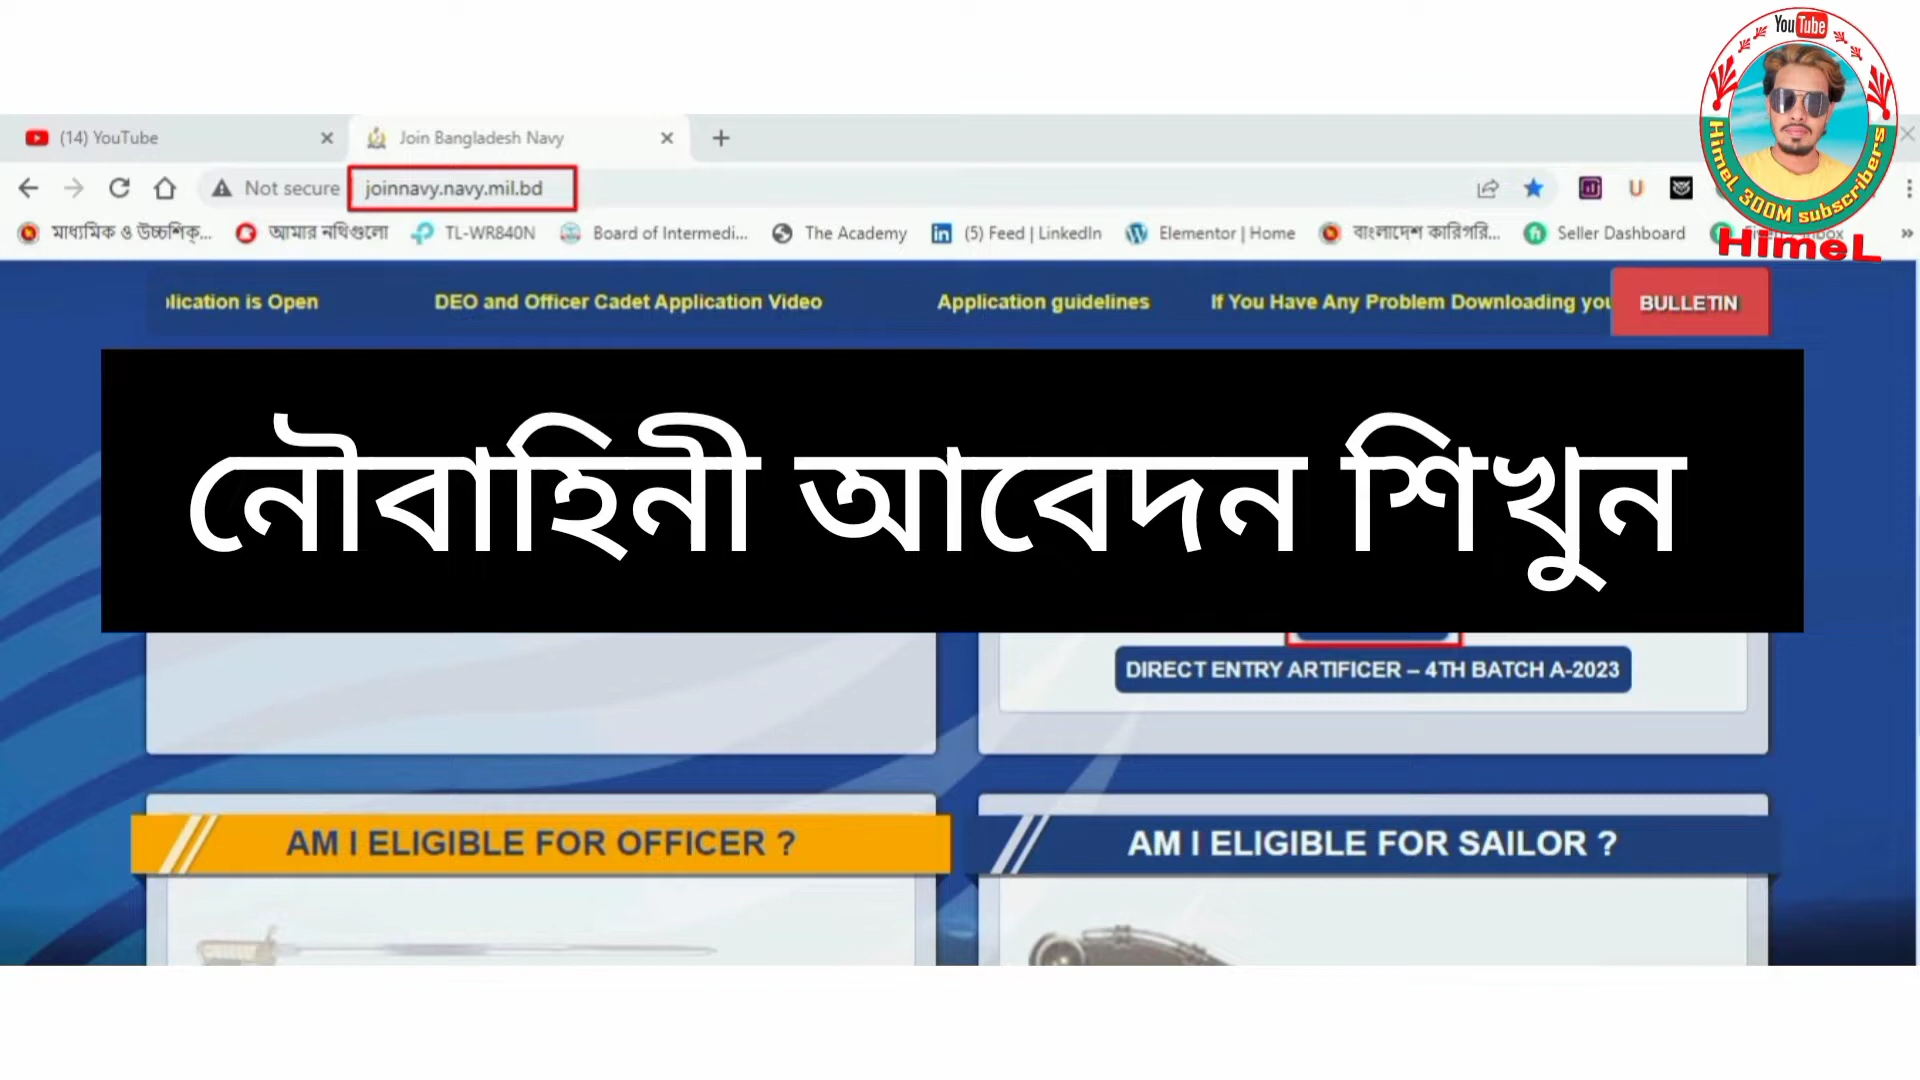 YouTube
HimeL 300M subscribers
HimeL
(14) YouTube
Join Bangladesh Navy
Not secure
joinnavy.navy.mil.bd
মাধ্যমিক ও উচ্চশিক্...
আমার নথিগুলো
TL-WR840N
Board of Intermedi...
The Academy
(5) Feed | LinkedIn
Elementor | Home
বাংলাদেশ কারিগরি...
Seller Dashboard
lication is Open
DEO and Officer Cadet Application Video
Application guidelines
If You Have Any Problem Downloading you
BULLETIN
নৌবাহিনী আবেদন শিখুন
DIRECT ENTRY ARTIFICER – 4TH BATCH A-2023
AM I ELIGIBLE FOR OFFICER ?
AM I ELIGIBLE FOR SAILOR ?